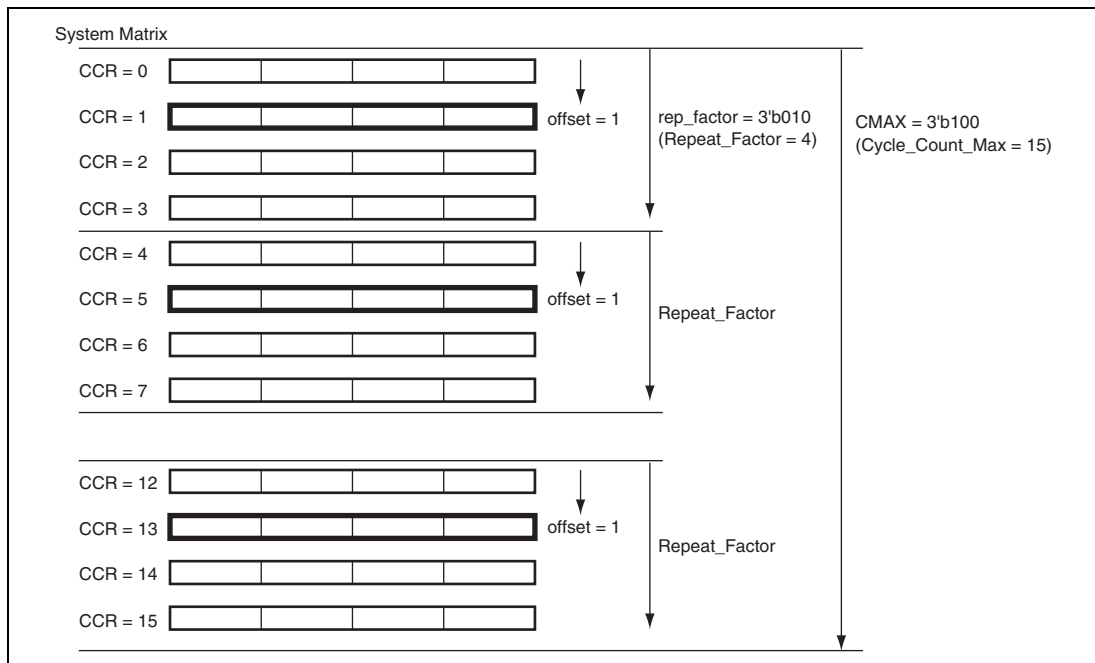 System Matrix
CCR = 0
CCR = 1
offset = 1
rep_factor = 3'b010
(Repeat_Factor = 4)
CMAX = 3'b100
(Cycle_Count_Max = 15)
CCR = 2
CCR = 3
CCR = 4
CCR = 5
offset = 1
Repeat_Factor
CCR = 6
CCR = 7
CCR = 12
CCR = 13
offset = 1
Repeat_Factor
CCR = 14
CCR = 15